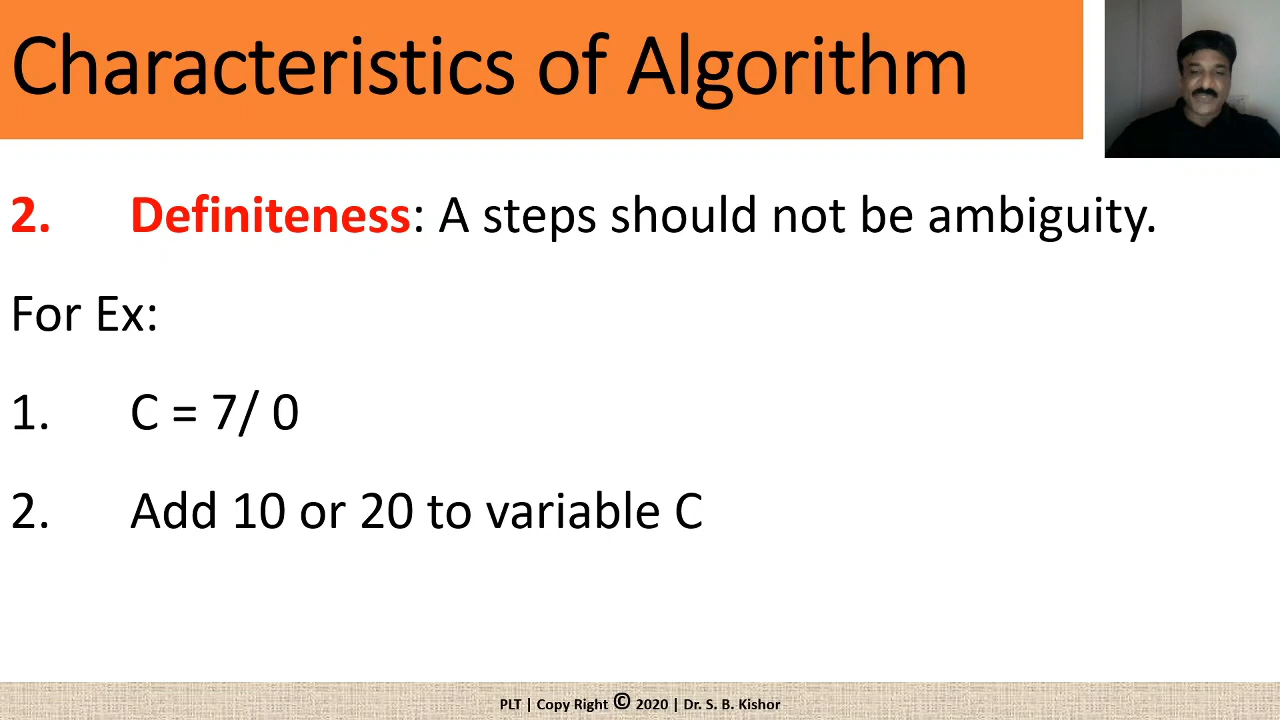 Characteristics of Algorithm
2. Definiteness: A steps should not be ambiguity.
For Ex:
1. C = 7/ 0
2. Add 10 or 20 to variable C
PLT | Copy Right © 2020 | Dr. S. B. Kishor